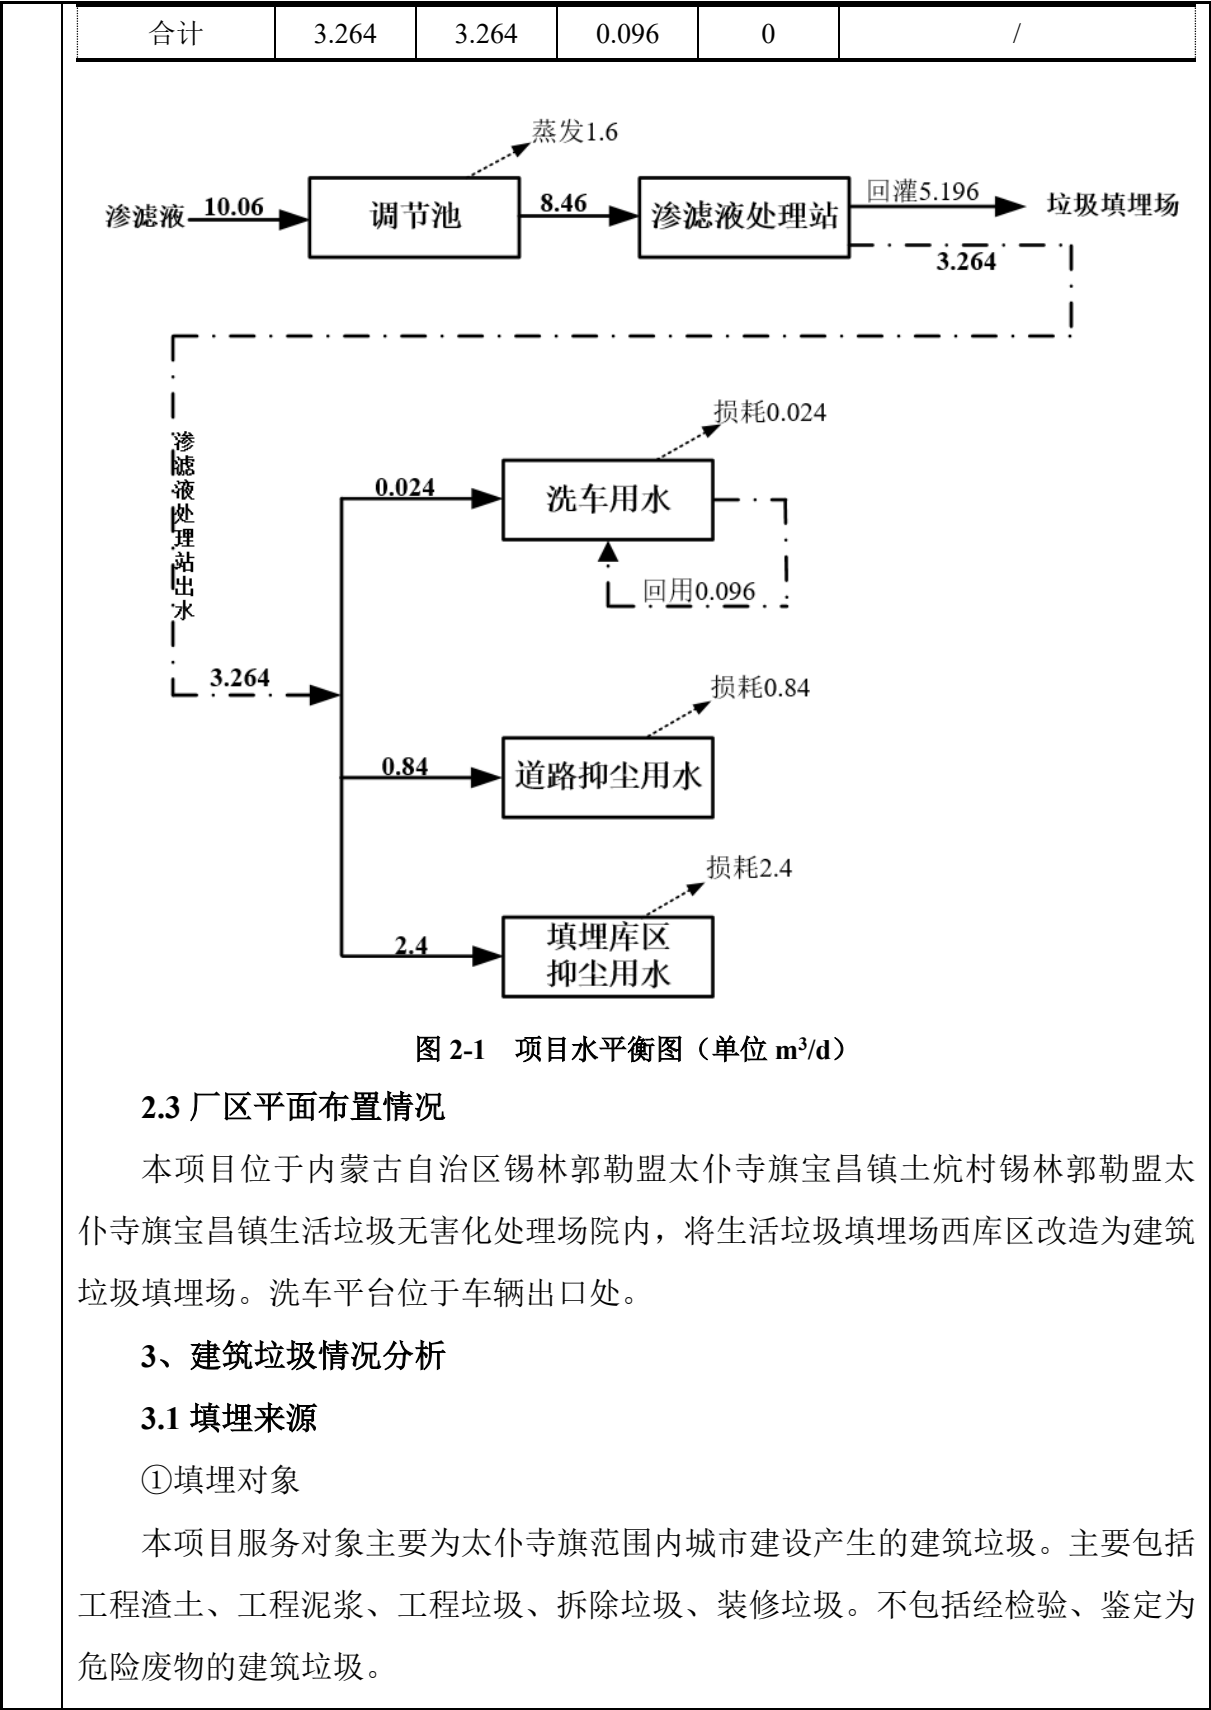 合计 3.264 3.264 0.096 0 /
蒸发1.6
渗滤液 10.06 调节池 8.46 渗滤液处理站 回灌5.196 垃圾填埋场
3.264
损耗0.024
渗滤液处理站出水
0.024 洗车用水
回用0.096
3.264
损耗0.84
0.84 道路抑尘用水
损耗2.4
2.4 填埋库区
抑尘用水
图 2-1 项目水平衡图（单位 m³/d）
2.3 厂区平面布置情况
本项目位于内蒙古自治区锡林郭勒盟太仆寺旗宝昌镇土炕村锡林郭勒盟太
仆寺旗宝昌镇生活垃圾无害化处理场院内，将生活垃圾填埋场西库区改造为建筑
垃圾填埋场。洗车平台位于车辆出口处。
3、建筑垃圾情况分析
3.1 填埋来源
①填埋对象
本项目服务对象主要为太仆寺旗范围内城市建设产生的建筑垃圾。主要包括
工程渣土、工程泥浆、工程垃圾、拆除垃圾、装修垃圾。不包括经检验、鉴定为
危险废物的建筑垃圾。